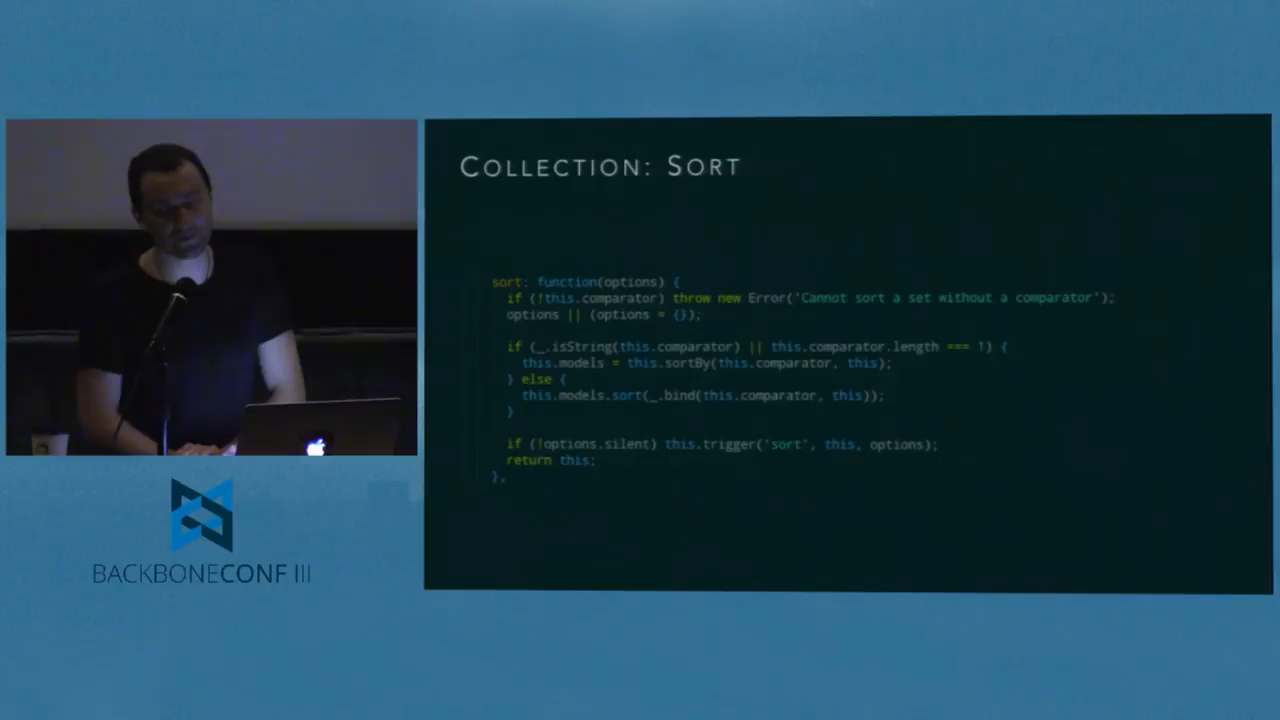 COLLECTION: SORT
sort: function(options) {
if (!this.comparator) throw new Error('Cannot sort a set without a comparator');
options || (options = {});
if (_.isString(this.comparator) || this.comparator.length === 1) {
this.models = this.sortBy(this.comparator, this);
} else {
this.models.sort(_.bind(this.comparator, this));
}
if (!options.silent) this.trigger('sort', this, options);
return this;
},
BACKBONECONF III